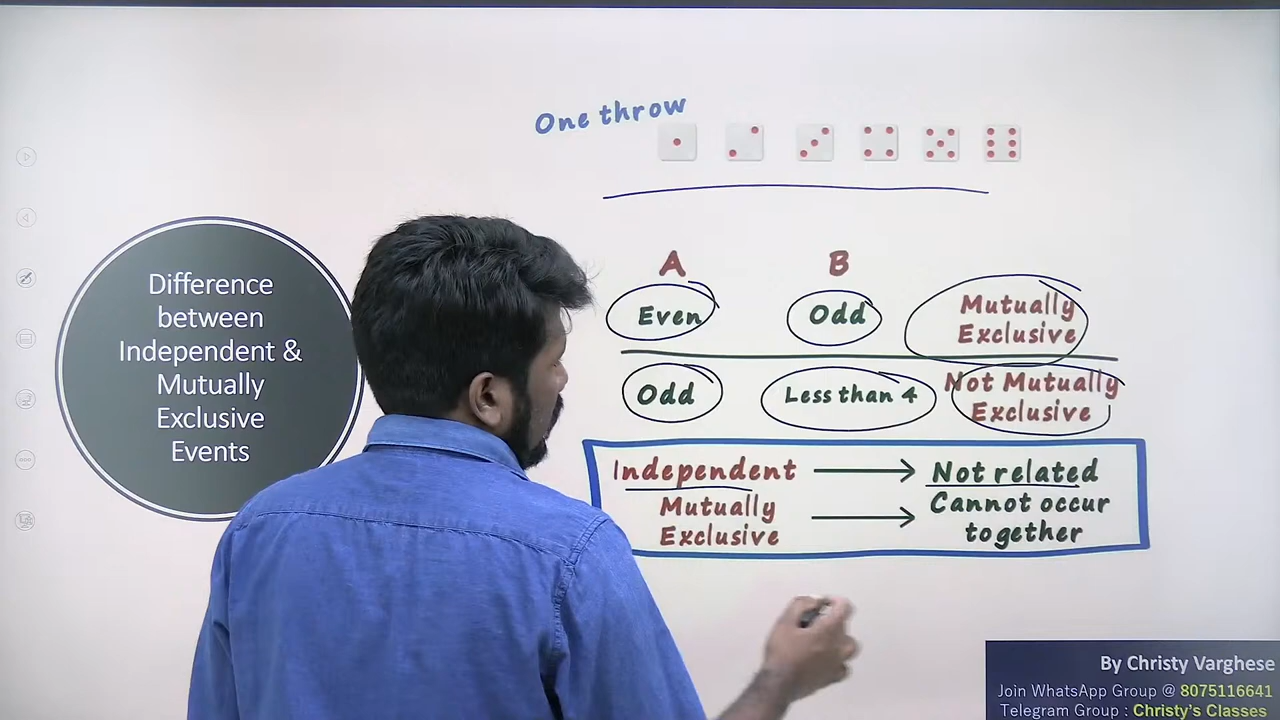 One throw
Difference
between
Independent &
Mutually
Exclusive
Events
A B
Even Odd Mutually
Exclusive
Odd Less than 4 Not Mutually
Exclusive
Independent Not related
Mutually
Exclusive
Cannot occur
together
By Christy Varghese
Join WhatsApp Group @ 8075116641
Telegram Group : Christy's Classes